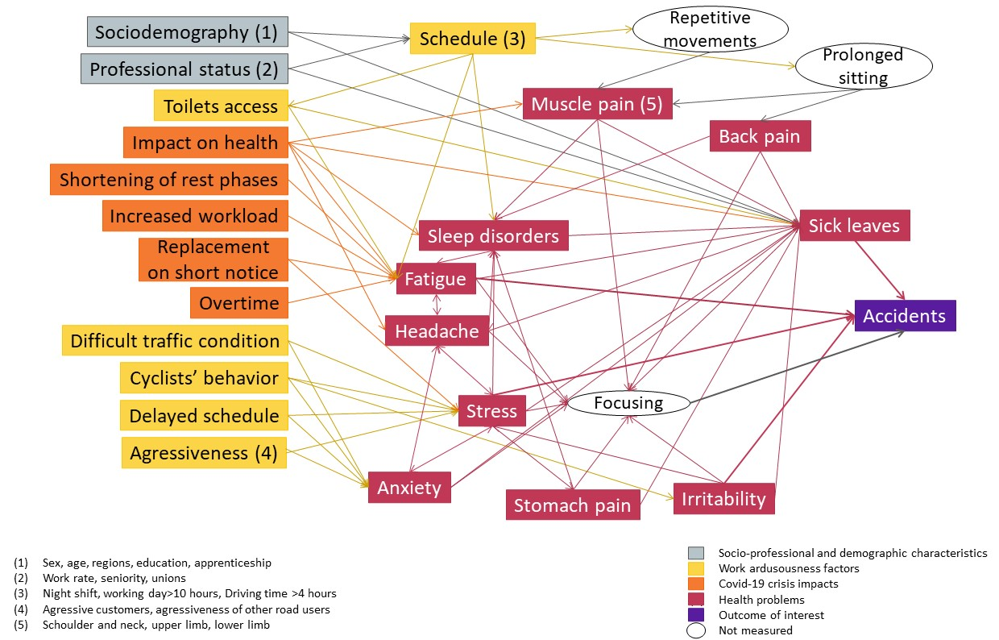 Sociodemography (1)
Professional status (2)
Schedule (3)
Repetitive
movements
Prolonged
sitting
Toilets access
Muscle pain (5)
Impact on health
Back pain
Shortening of rest phases
Increased workload
Sleep disorders
Sick leaves
Replacement
on short notice
Fatigue
Overtime
Accidents
Headache
Difficult traffic condition
Cyclists’ behavior
Focusing
Stress
Delayed schedule
Agressiveness (4)
Anxiety
Stomach pain
Irritability
(1) Sex, age, regions, education, apprenticeship
(2) Work rate, seniority, unions
(3) Night shift, working day>10 hours, Driving time >4 hours
(4) Agressive customers, agressiveness of other road users
(5) Schoulder and neck, upper limb, lower limb
Socio-professional and demographic characteristics
Work ardusousness factors
Covid-19 crisis impacts
Health problems
Outcome of interest
Not measured